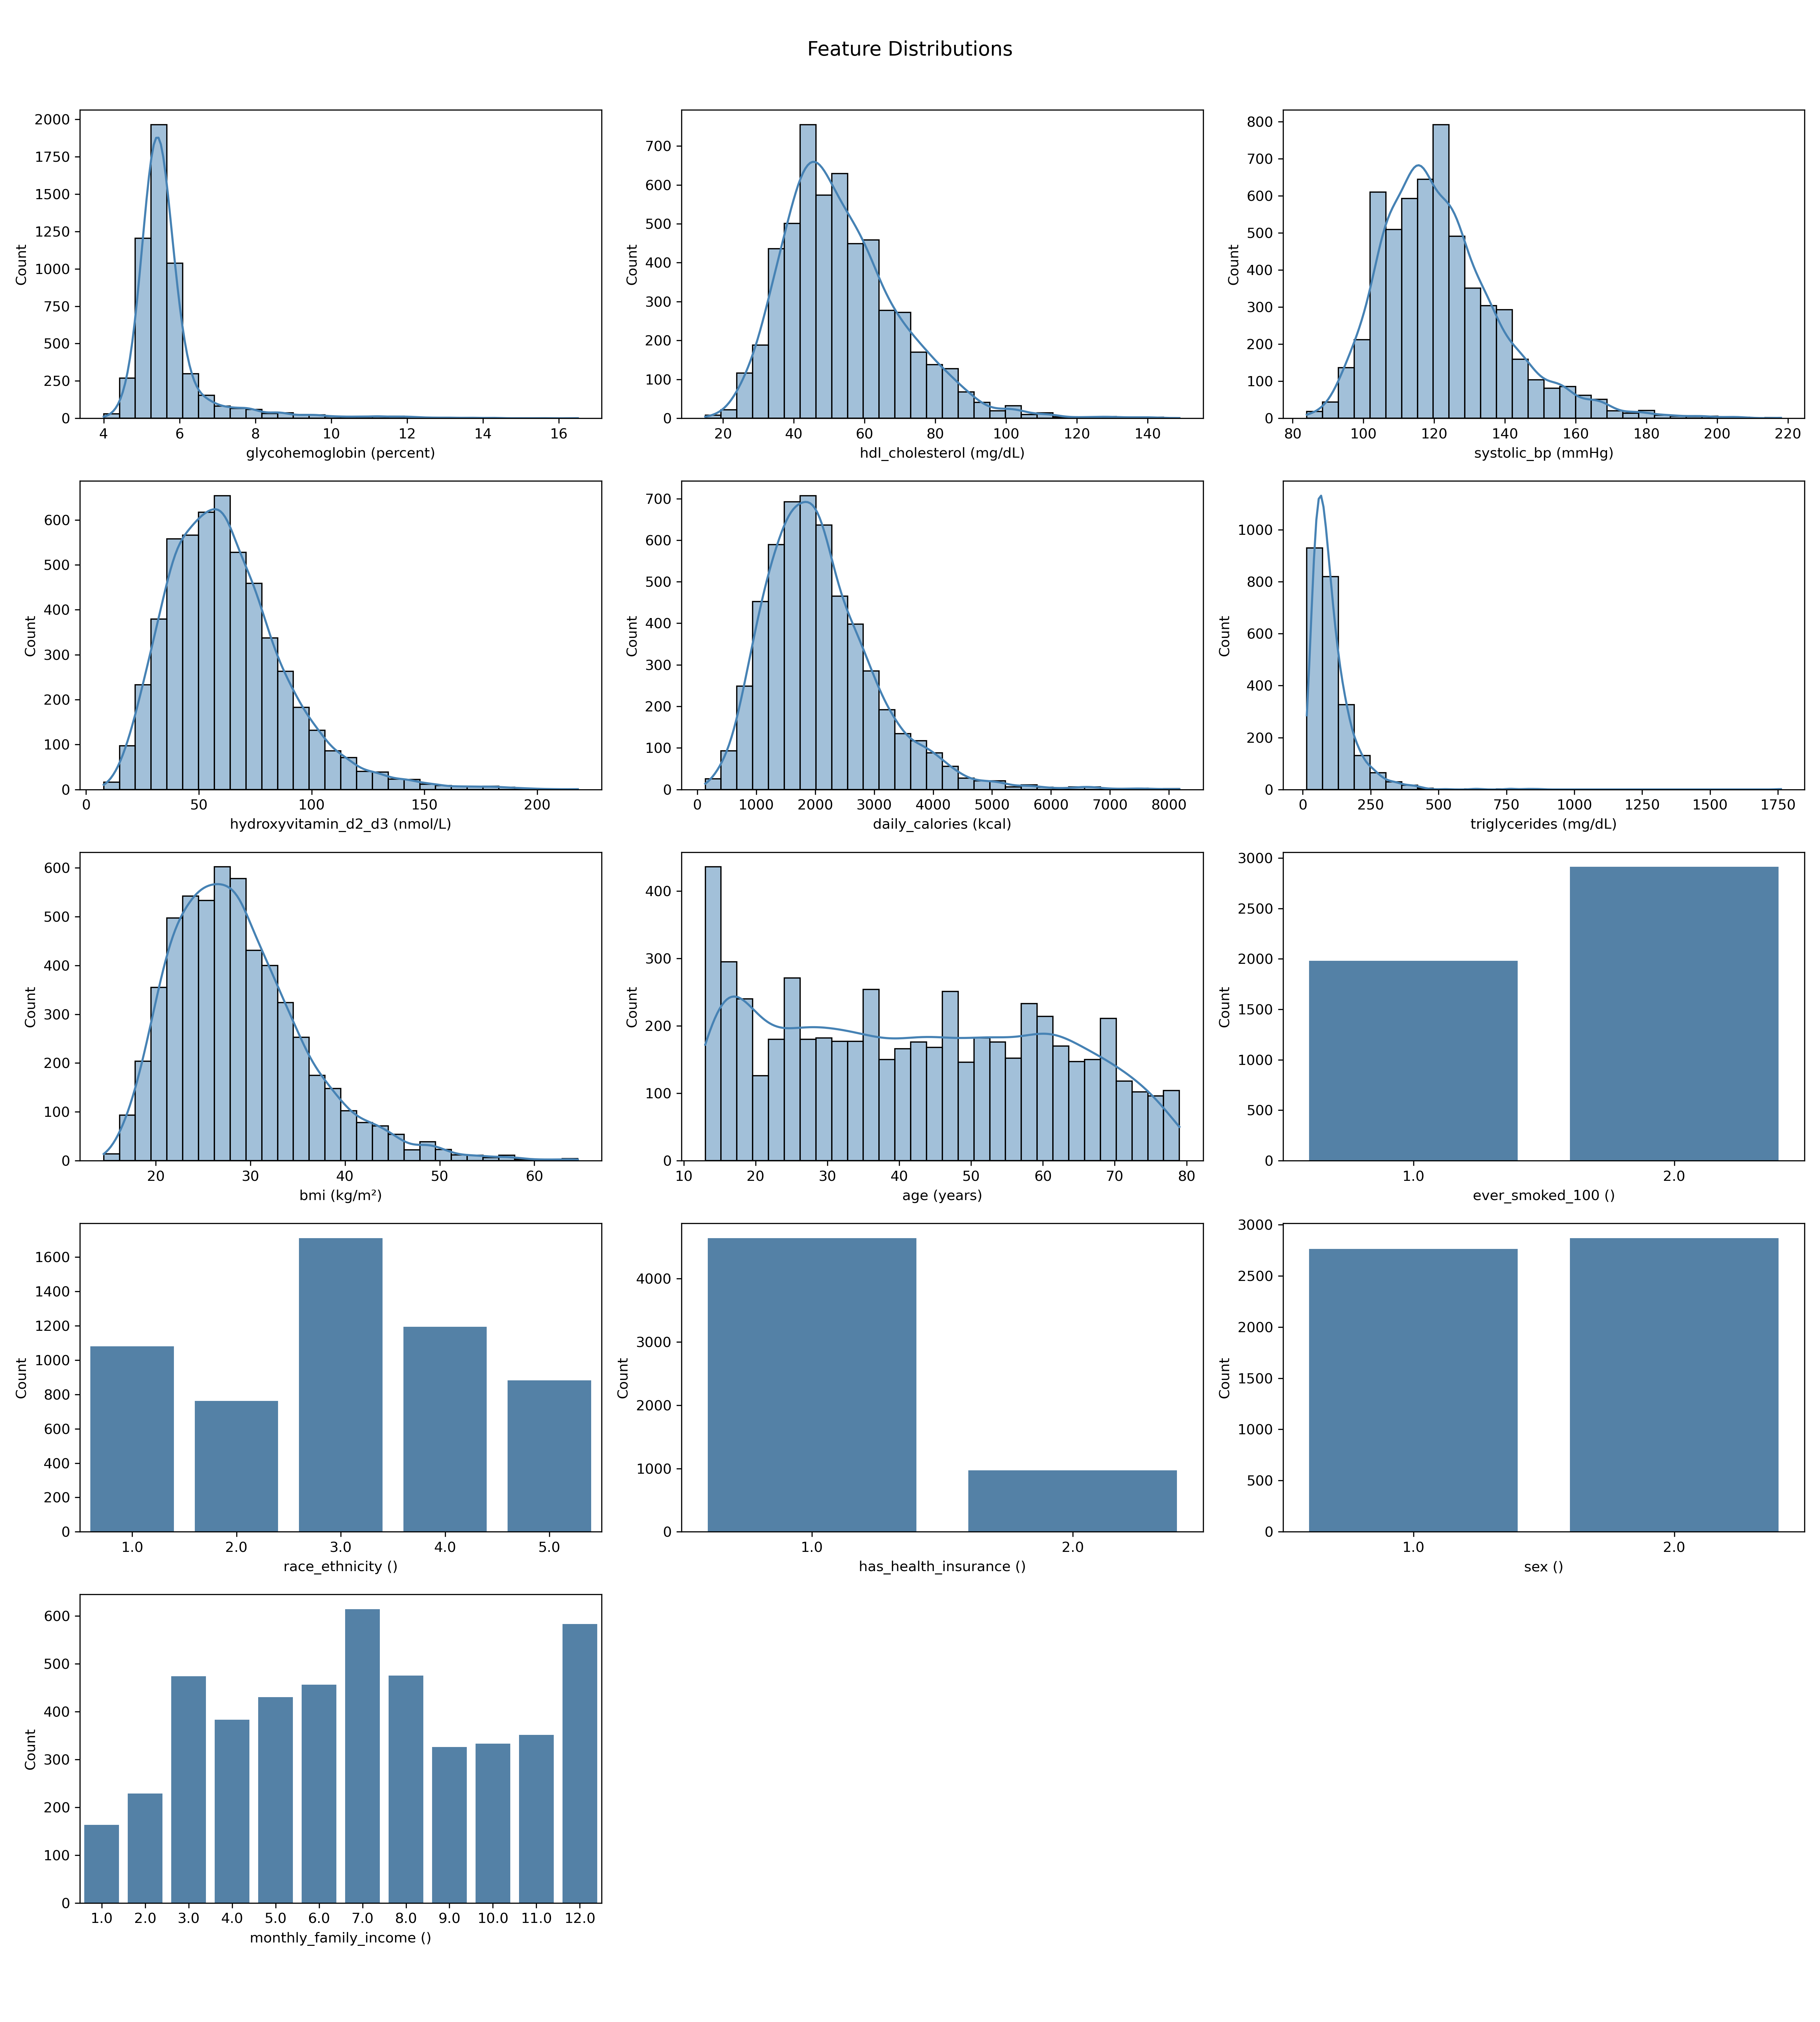 Feature Distributions
2000
1750
1500
1250
1000
750
500
250
0
Count
4 6 8 10 12 14 16
glycohemoglobin (percent)
700
600
500
400
300
200
100
0
Count
20 40 60 80 100 120 140
hdl_cholesterol (mg/dL)
800
700
600
500
400
300
200
100
0
Count
80 100 120 140 160 180 200 220
systolic_bp (mmHg)
600
500
400
300
200
100
0
Count
0 50 100 150 200
hydroxyvitamin_d2_d3 (nmol/L)
700
600
500
400
300
200
100
0
Count
0 1000 2000 3000 4000 5000 6000 7000 8000
daily_calories (kcal)
1000
800
600
400
200
0
Count
0 250 500 750 1000 1250 1500 1750
triglycerides (mg/dL)
600
500
400
300
200
100
0
Count
20 30 40 50 60
bmi (kg/m²)
400
300
200
100
0
Count
10 20 30 40 50 60 70 80
age (years)
3000
2500
2000
1500
1000
500
0
Count
1.0 2.0
ever_smoked_100 ()
1600
1400
1200
1000
800
600
400
200
0
Count
1.0 2.0 3.0 4.0 5.0
race_ethnicity ()
4000
3000
2000
1000
0
Count
1.0 2.0
has_health_insurance ()
3000
2500
2000
1500
1000
500
0
Count
1.0 2.0
sex ()
600
500
400
300
200
100
0
Count
1.0 2.0 3.0 4.0 5.0 6.0 7.0 8.0 9.0 10.0 11.0 12.0
monthly_family_income ()